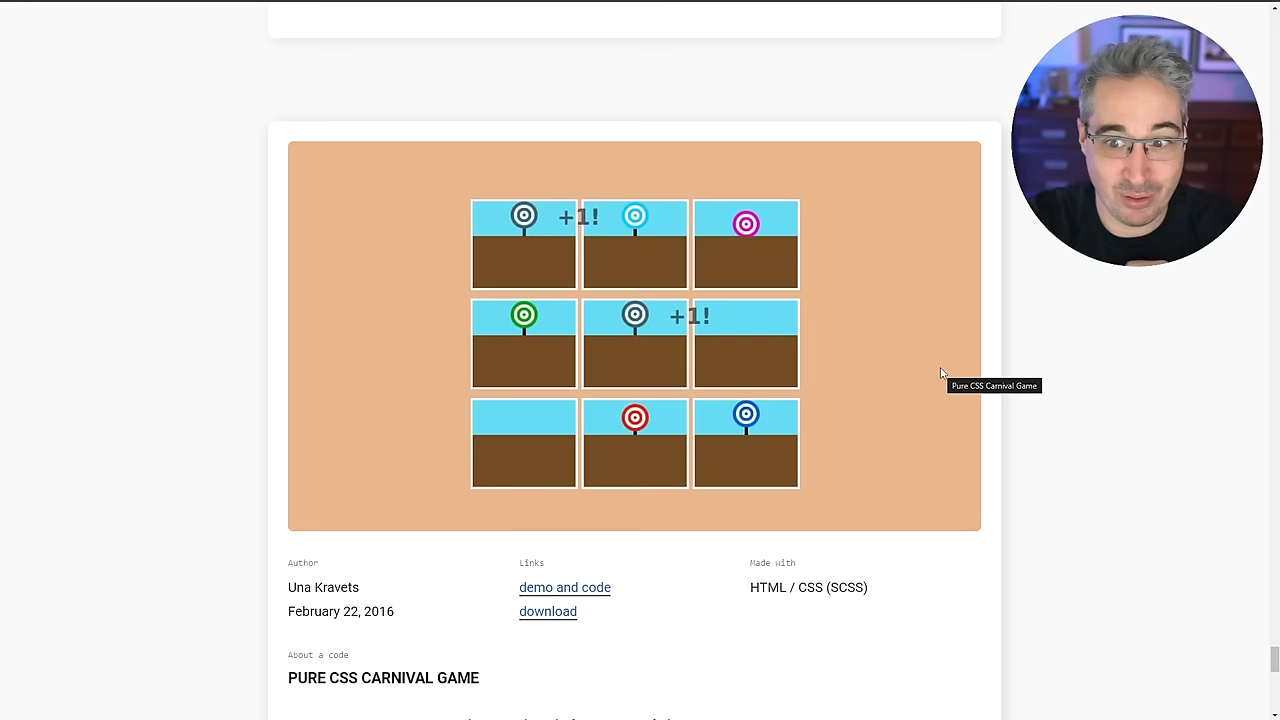 +1!
+1!
Pure CSS Carnival Game
Author
Links
Made with
Una Kravets
demo and code
HTML / CSS (SCSS)
February 22, 2016
download
About a code
PURE CSS CARNIVAL GAME